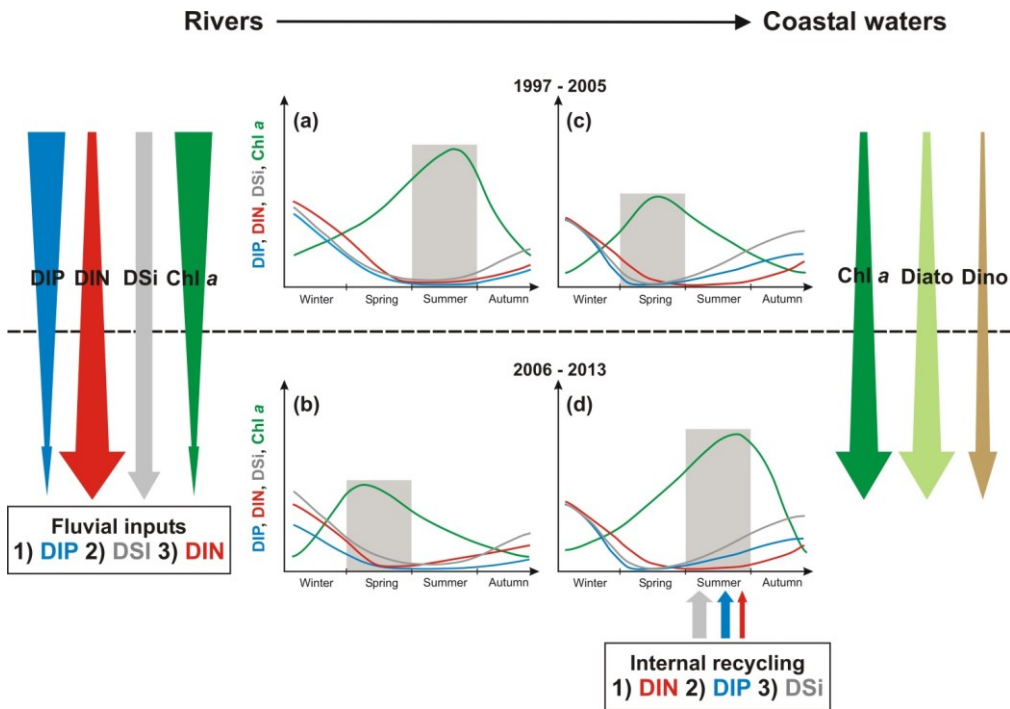 Rivers
Coastal waters
1997 - 2005
DIP, DIN, DSi, Chl a
(a)
Winter Spring Summer Autumn
(c)
Winter Spring Summer Autumn
DIP DIN DSi Chl a
Chl a Diato Dino
2006 - 2013
DIP, DIN, DSi, Chl a
(b)
Winter Spring Summer Autumn
(d)
Winter Spring Summer Autumn
Fluvial inputs
1) DIP 2) DSI 3) DIN
Internal recycling
1) DIN 2) DIP 3) DSi